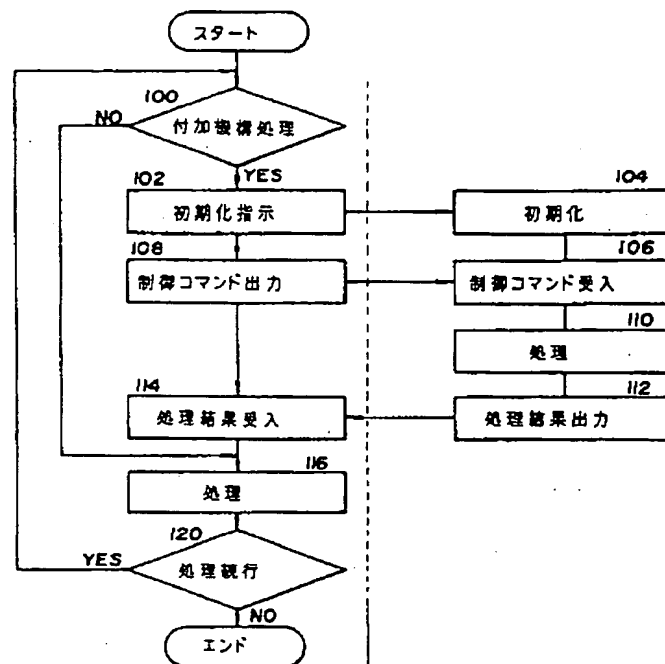 スタート
100
付加機構処理
NO
YES
102
初期化指示
104
初期化
108
制御コマンド出力
106
制御コマンド受入
110
処理
114
処理結果受入
112
処理結果出力
116
処理
120
処理続行
YES
NO
エンド